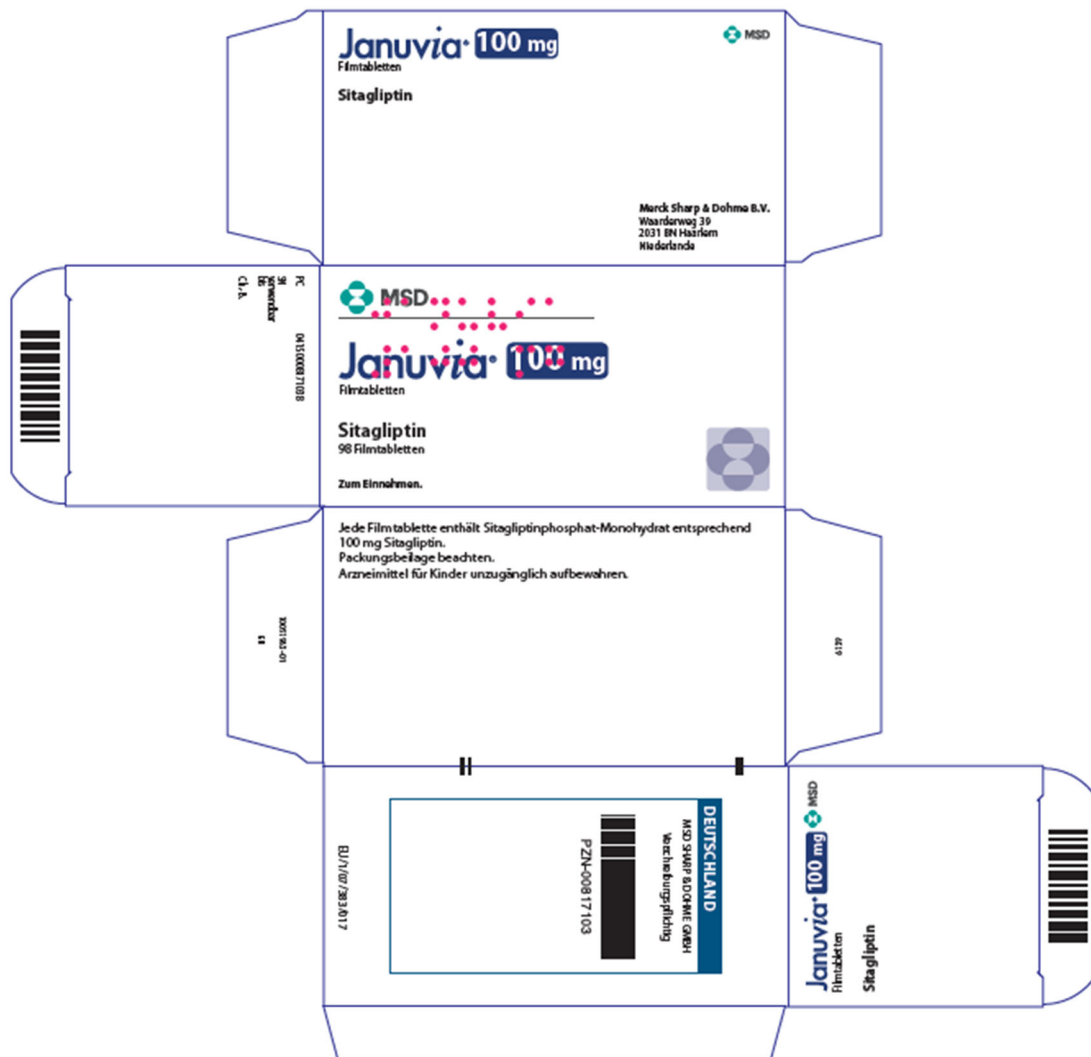 Januvia® 100 mg
Filmtabletten
Sitagliptin
MSD
Merck Sharp & Dohme B.V.
Waarderweg 39
2031 BN Haarlem
Niederlande
PC
SN
verwendbar
bis
Ch.-B.
04150008171038
MSD
Januvia® 100 mg
Filmtabletten
Sitagliptin
98 Filmtabletten
Zum Einnehmen.
Jede Filmtablette enthält Sitagliptinphosphat-Monohydrat entsprechend
100 mg Sitagliptin.
Packungsbeilage beachten.
Arzneimittel für Kinder unzugänglich aufbewahren.
6129
EU/1/07/383/017
DEUTSCHLAND
MSD SHARP & DOHME GMBH
Verschreibungspflichtig
PZN-00817103
Januvia® 100 mg MSD
Filmtabletten
Sitagliptin